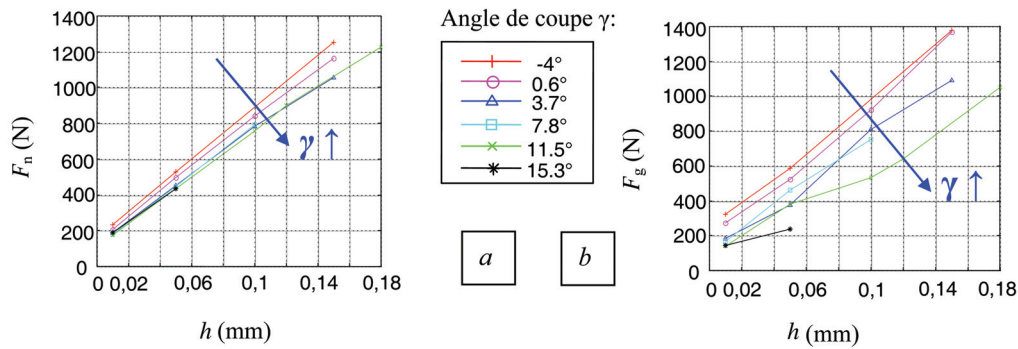 1400
1200
1000
800
600
400
200
0
0 0,02 0,06 0,1 0,14 0,18
Fn (N)
h (mm)
γ ↑
Angle de coupe γ:
-4°
0.6°
3.7°
7.8°
11.5°
15.3°
a b
1400
1200
1000
800
600
400
200
0
0 0,02 0,06 0,1 0,14 0,18
Fg (N)
h (mm)
γ ↑